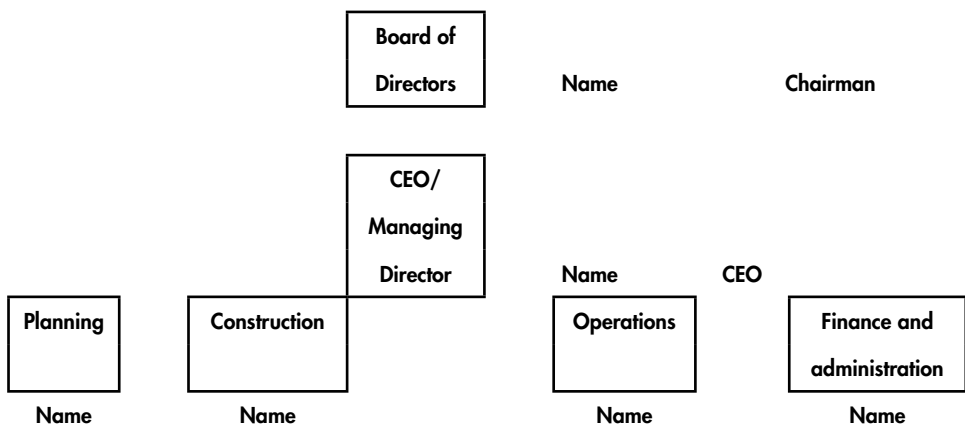 Board of
Directors Name Chairman
CEO/
Managing
Director Name CEO
Planning Construction Operations Finance and
administration
Name Name Name Name